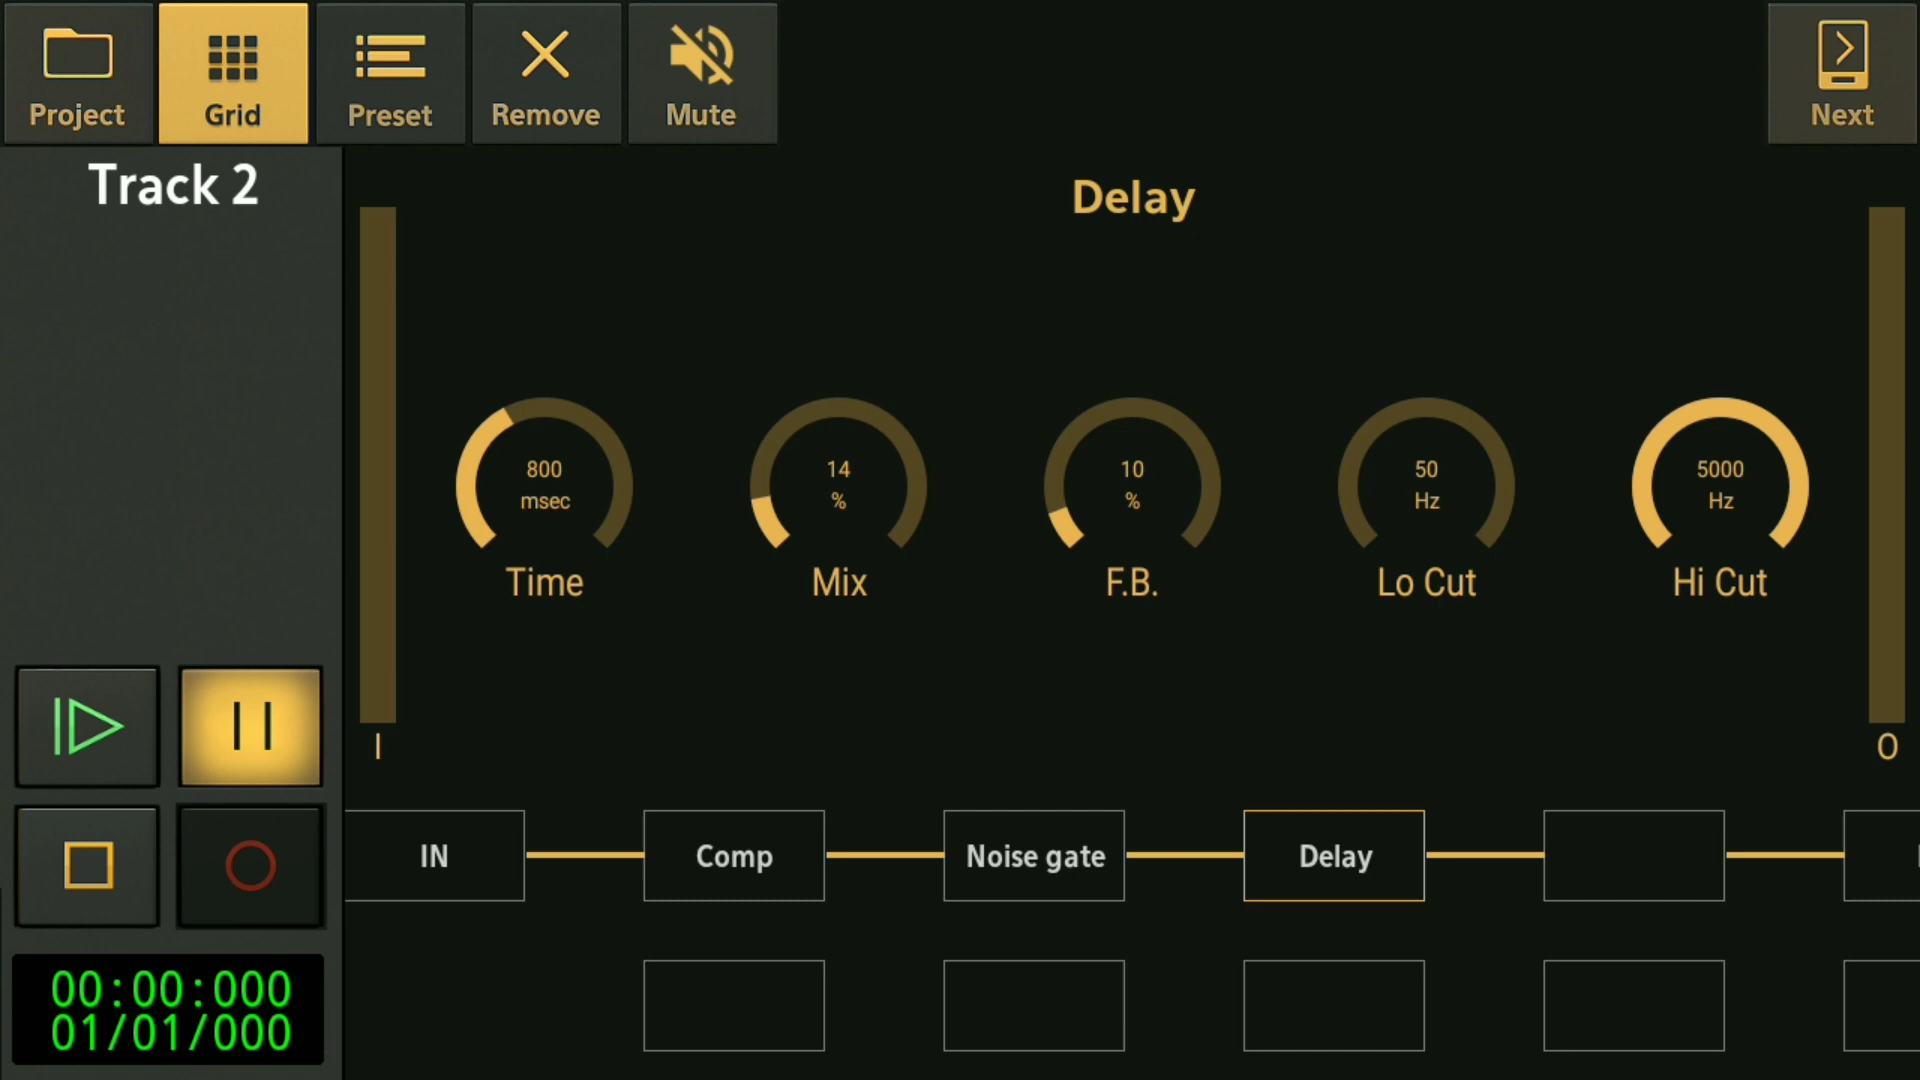 Project
Grid
Preset
Remove
Mute
Next
Track 2
Delay
800
msec
Time
14
%
Mix
10
%
F.B.
50
Hz
Lo Cut
5000
Hz
Hi Cut
I
O
IN
Comp
Noise gate
Delay
00:00:000
01/01/000